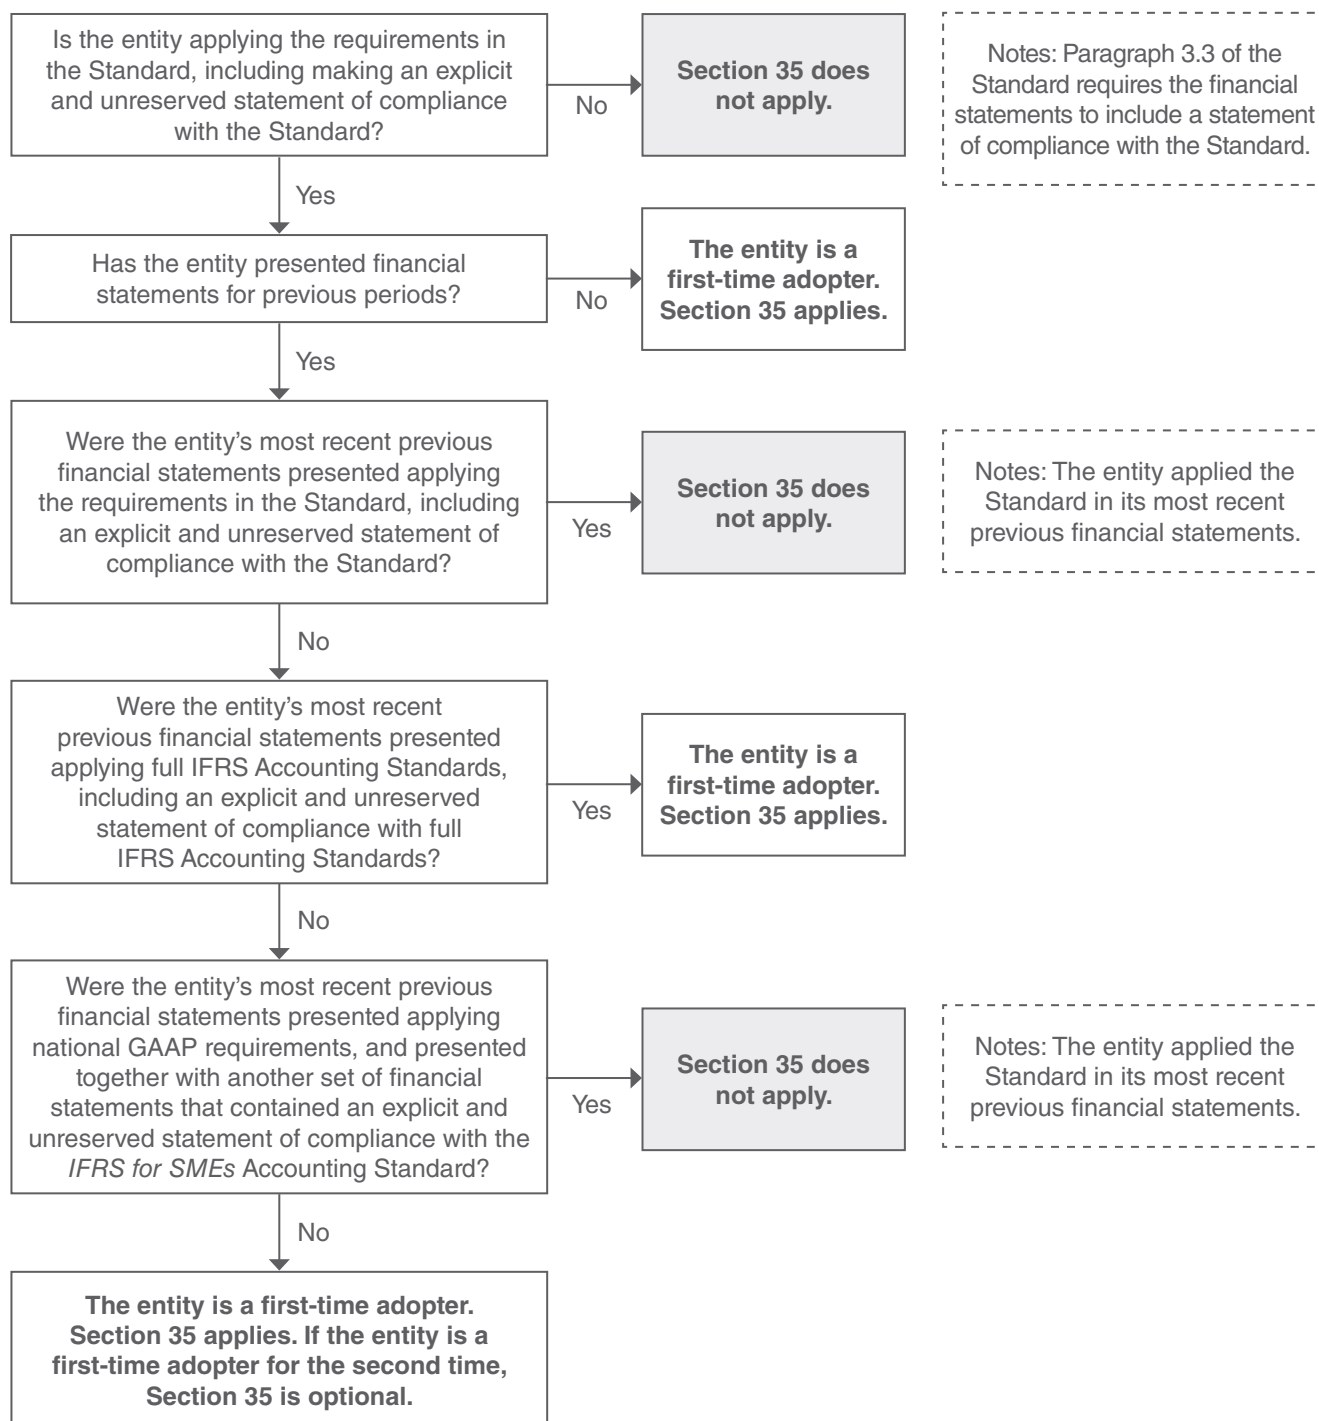 Is the entity applying the requirements in
the Standard, including making an explicit
and unreserved statement of compliance
with the Standard?
No
Section 35 does
not apply.
Notes: Paragraph 3.3 of the
Standard requires the financial
statements to include a statement
of compliance with the Standard.
Yes
Has the entity presented financial
statements for previous periods?
No
The entity is a
first-time adopter.
Section 35 applies.
Yes
Were the entity's most recent previous
financial statements presented applying
the requirements in the Standard, including
an explicit and unreserved statement of
compliance with the Standard?
Yes
Section 35 does
not apply.
Notes: The entity applied the
Standard in its most recent
previous financial statements.
No
Were the entity's most recent
previous financial statements presented
applying full IFRS Accounting Standards,
including an explicit and unreserved
statement of compliance with full
IFRS Accounting Standards?
Yes
The entity is a
first-time adopter.
Section 35 applies.
No
Were the entity's most recent previous
financial statements presented applying
national GAAP requirements, and presented
together with another set of financial
statements that contained an explicit and
unreserved statement of compliance with the
IFRS for SMEs Accounting Standard?
Yes
Section 35 does
not apply.
Notes: The entity applied the
Standard in its most recent
previous financial statements.
No
The entity is a first-time adopter.
Section 35 applies. If the entity is a
first-time adopter for the second time,
Section 35 is optional.